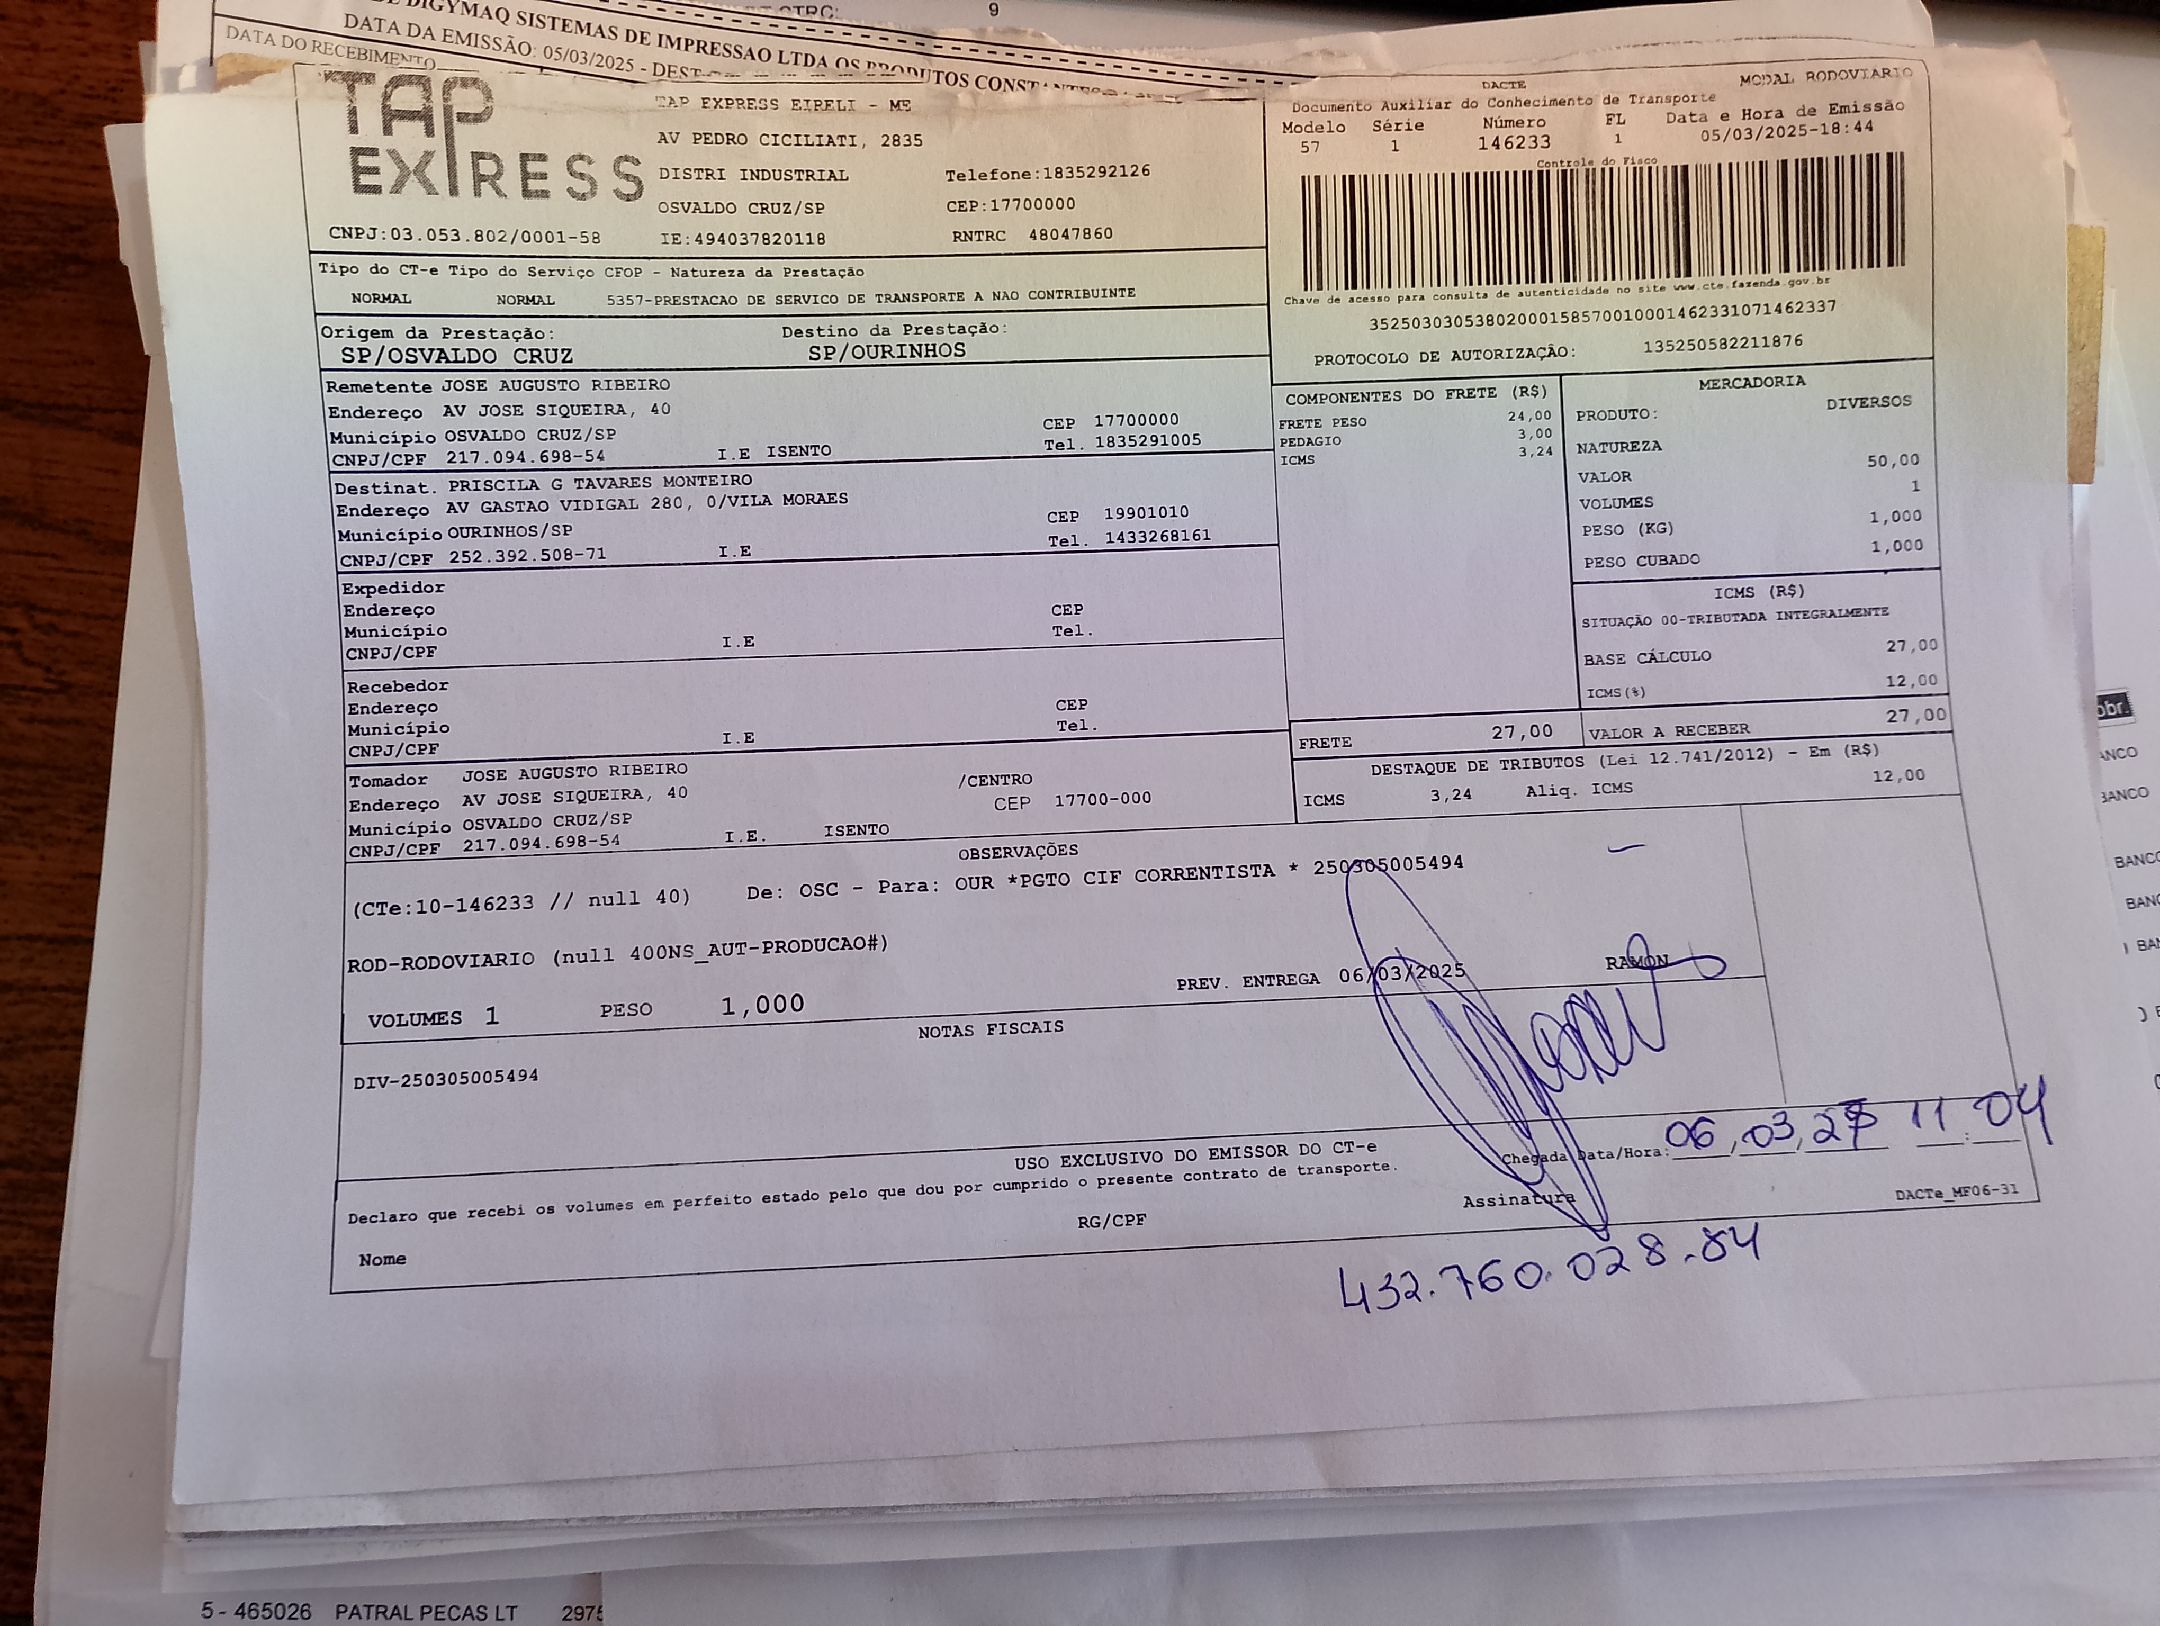 OTRC: 9
DIGYMAQ SISTEMAS DE IMPRESSAO LTDA OS PRODUTOS
DATA DA EMISSÃO: 05/03/2025 -
DATA DO RECEBIMENTO
TAP EXPRESS
TAP EXPRESS EIRELI - ME
AV PEDRO CICILIATI, 2835
DISTRI INDUSTRIAL Telefone:1835292126
OSVALDO CRUZ/SP CEP:17700000
CNPJ:03.053.802/0001-58 IE:494037820118 RNTRC 48047860
DACTE MODAL RODOVIARIO
Documento Auxiliar do Conhecimento de Transporte
Modelo Série Número FL Data e Hora de Emissão
57 1 146233 1 05/03/2025-18:44
Controle do Fisco
Chave de acesso para consulta de autenticidade no site www.cte.fazenda.gov.br
35250303053802000158570010001462331071462337
PROTOCOLO DE AUTORIZAÇÃO: 135250582211876
Tipo do CT-e Tipo do Serviço CFOP - Natureza da Prestação
NORMAL NORMAL 5357-PRESTACAO DE SERVICO DE TRANSPORTE A NAO CONTRIBUINTE
Origem da Prestação: Destino da Prestação:
SP/OSVALDO CRUZ SP/OURINHOS
Remetente JOSE AUGUSTO RIBEIRO
Endereço AV JOSE SIQUEIRA, 40 CEP 17700000
Município OSVALDO CRUZ/SP Tel. 1835291005
CNPJ/CPF 217.094.698-54 I.E ISENTO
Destinat. PRISCILA G TAVARES MONTEIRO
Endereço AV GASTAO VIDIGAL 280, 0/VILA MORAES
Município OURINHOS/SP CEP 19901010
CNPJ/CPF 252.392.508-71 I.E Tel. 1433268161
Expedidor
Endereço CEP
Município Tel.
CNPJ/CPF I.E
Recebedor
Endereço CEP
Município Tel.
CNPJ/CPF I.E
Tomador JOSE AUGUSTO RIBEIRO /CENTRO
Endereço AV JOSE SIQUEIRA, 40 CEP 17700-000
Município OSVALDO CRUZ/SP
CNPJ/CPF 217.094.698-54 I.E. ISENTO
COMPONENTES DO FRETE (R$)
FRETE PESO 24,00
PEDAGIO 3,00
ICMS 3,24
MERCADORIA
PRODUTO: DIVERSOS
NATUREZA
VALOR 50,00
VOLUMES 1
PESO (KG) 1,000
PESO CUBADO 1,000
ICMS (R$)
SITUAÇÃO 00-TRIBUTADA INTEGRALMENTE
BASE CÁLCULO 27,00
ICMS(%) 12,00
FRETE 27,00 VALOR A RECEBER 27,00
DESTAQUE DE TRIBUTOS (Lei 12.741/2012) - Em (R$)
ICMS 3,24 Aliq. ICMS 12,00
OBSERVAÇÕES
(CTe:10-146233 // null 40) De: OSC - Para: OUR *PGTO CIF CORRENTISTA * 250305005494
ROD-RODOVIARIO (null 400NS_AUT-PRODUCAO#)
PREV. ENTREGA 06/03/2025 RAMON
VOLUMES 1 PESO 1,000
NOTAS FISCAIS
DIV-250305005494
USO EXCLUSIVO DO EMISSOR DO CT-e
Chegada Data/Hora: 06,03, 11:04
Declaro que recebi os volumes em perfeito estado pelo que dou por cumprido o presente contrato de transporte.
Nome RG/CPF Assinatura DACTe_MF06-31
432.760.028-84
BANCO
BANCO
5 - 465026 PATRAL PECAS LT